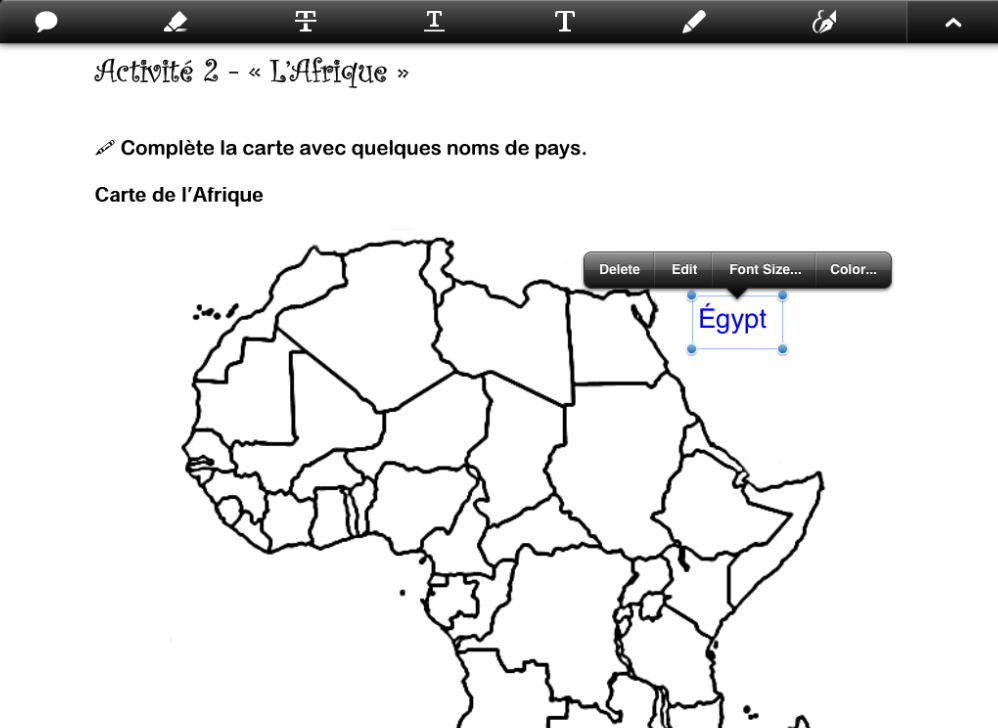 Activité 2 - « L'Afrique »
Complète la carte avec quelques noms de pays.
Carte de l'Afrique
Delete Edit Font Size... Color...
Égypt